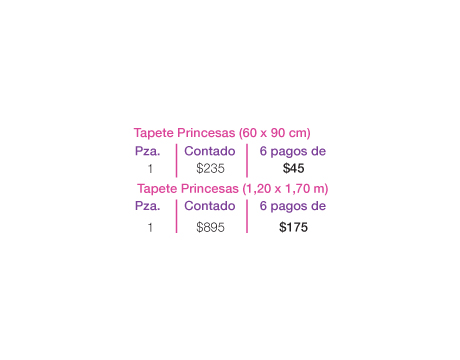 Tapete Princesas (60 x 90 cm)
Pza. Contado 6 pagos de
1 $235 $45
Tapete Princesas (1,20 x 1,70 m)
Pza. Contado 6 pagos de
1 $895 $175